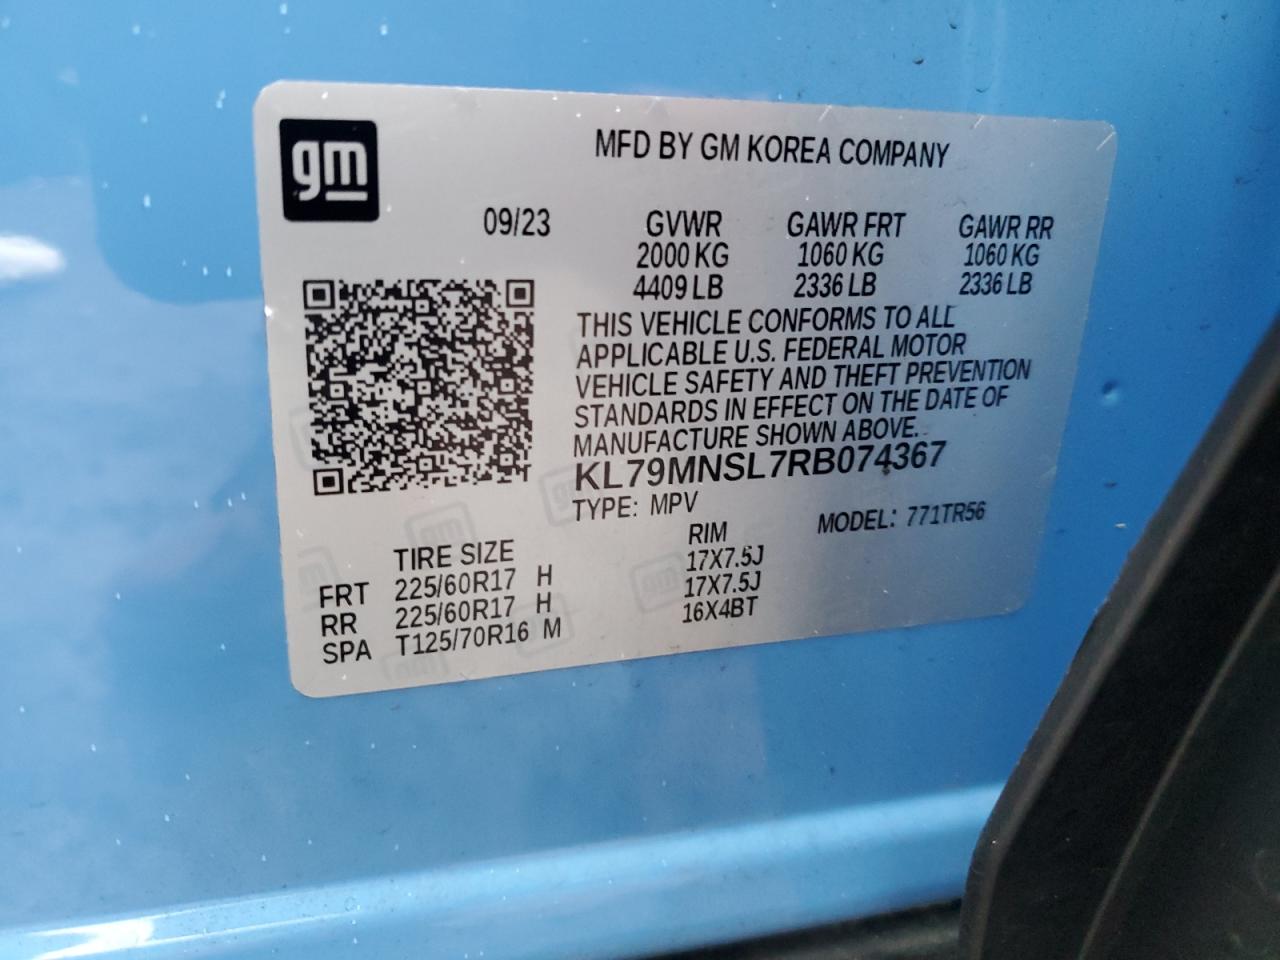 gm
MFD BY GM KOREA COMPANY
09/23 GVWR GAWR FRT GAWR RR
2000 KG 1060 KG 1060 KG
4409 LB 2336 LB 2336 LB
THIS VEHICLE CONFORMS TO ALL
APPLICABLE U.S. FEDERAL MOTOR
VEHICLE SAFETY AND THEFT PREVENTION
STANDARDS IN EFFECT ON THE DATE OF
MANUFACTURE SHOWN ABOVE.
KL79MNSL7RB074367
TYPE: MPV MODEL: 771TR56
TIRE SIZE RIM
FRT 225/60R17 H 17X7.5J
RR 225/60R17 H 17X7.5J
SPA T125/70R16 M 16X4BT